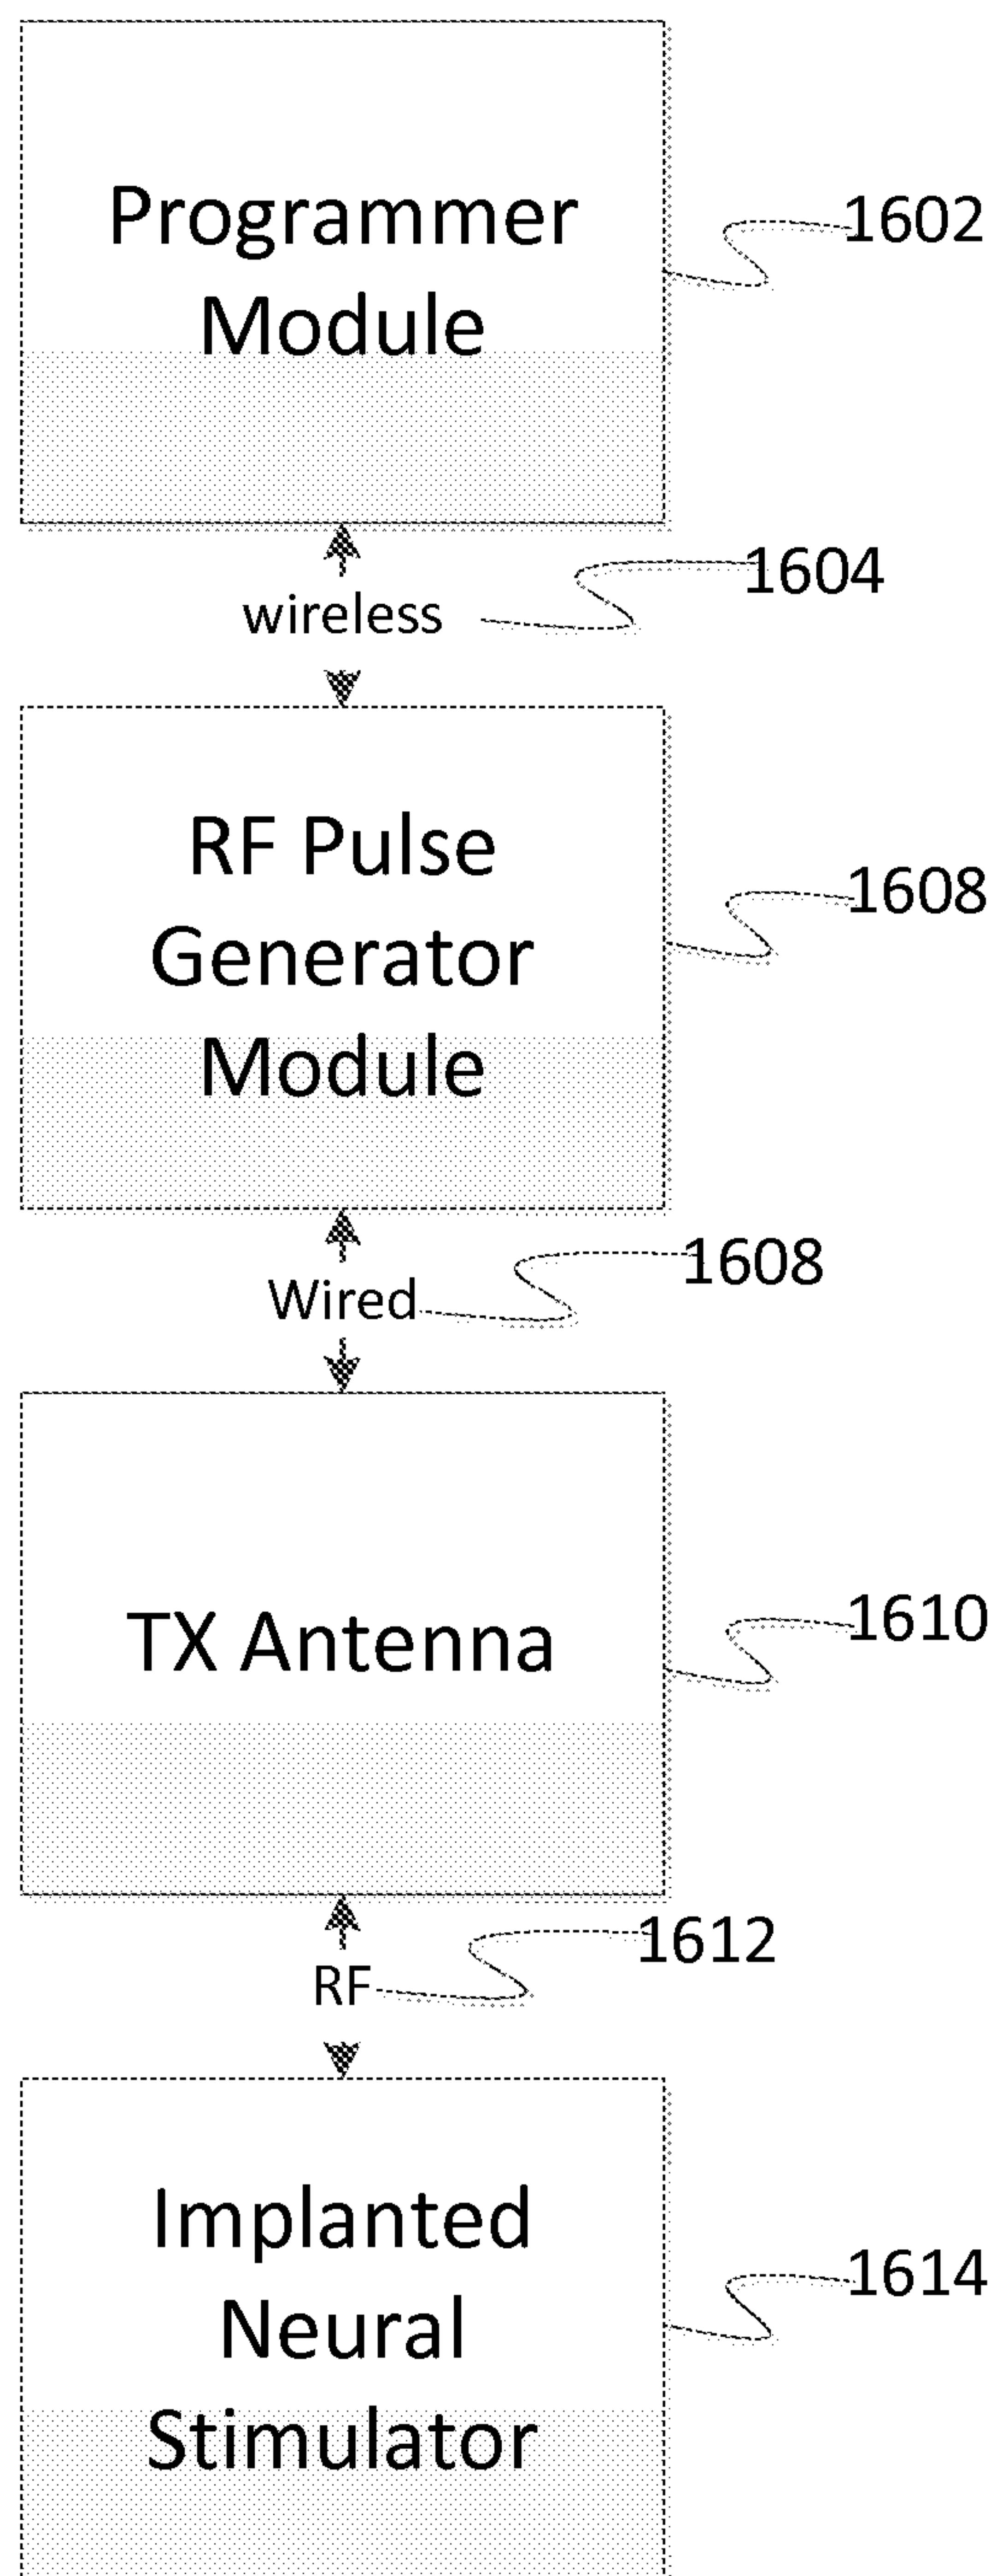 Programmer
Module
1602
wireless
1604
RF Pulse
Generator
Module
1608
Wired
1608
TX Antenna
1610
RF
1612
Implanted
Neural
Stimulator
1614